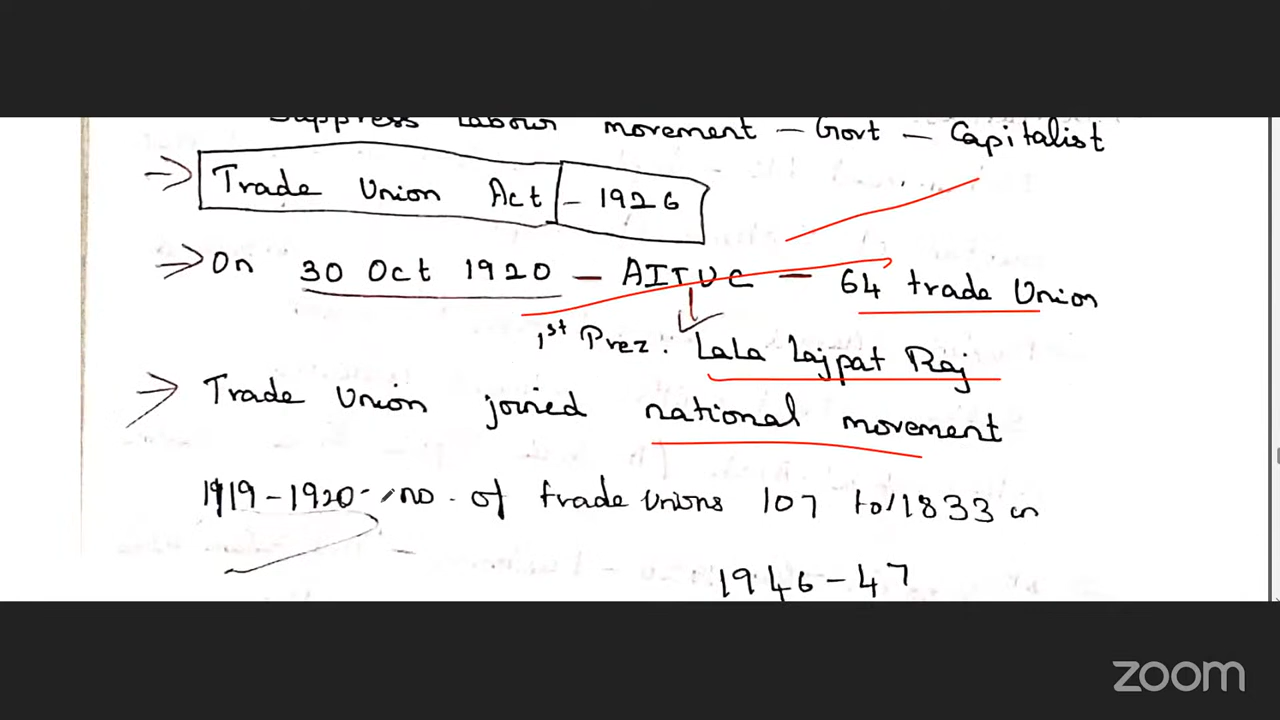 Suppress Labour movement – Govt – Capitalist
→ Trade Union Act – 1926
→ On 30 Oct 1920 – AITUC – 64 trade Union
1st Prez. Lala Lajpat Raj
→ Trade Union joined national movement
1919-1920- no. of trade unions 107 to 1833 in
1946-47
zoom